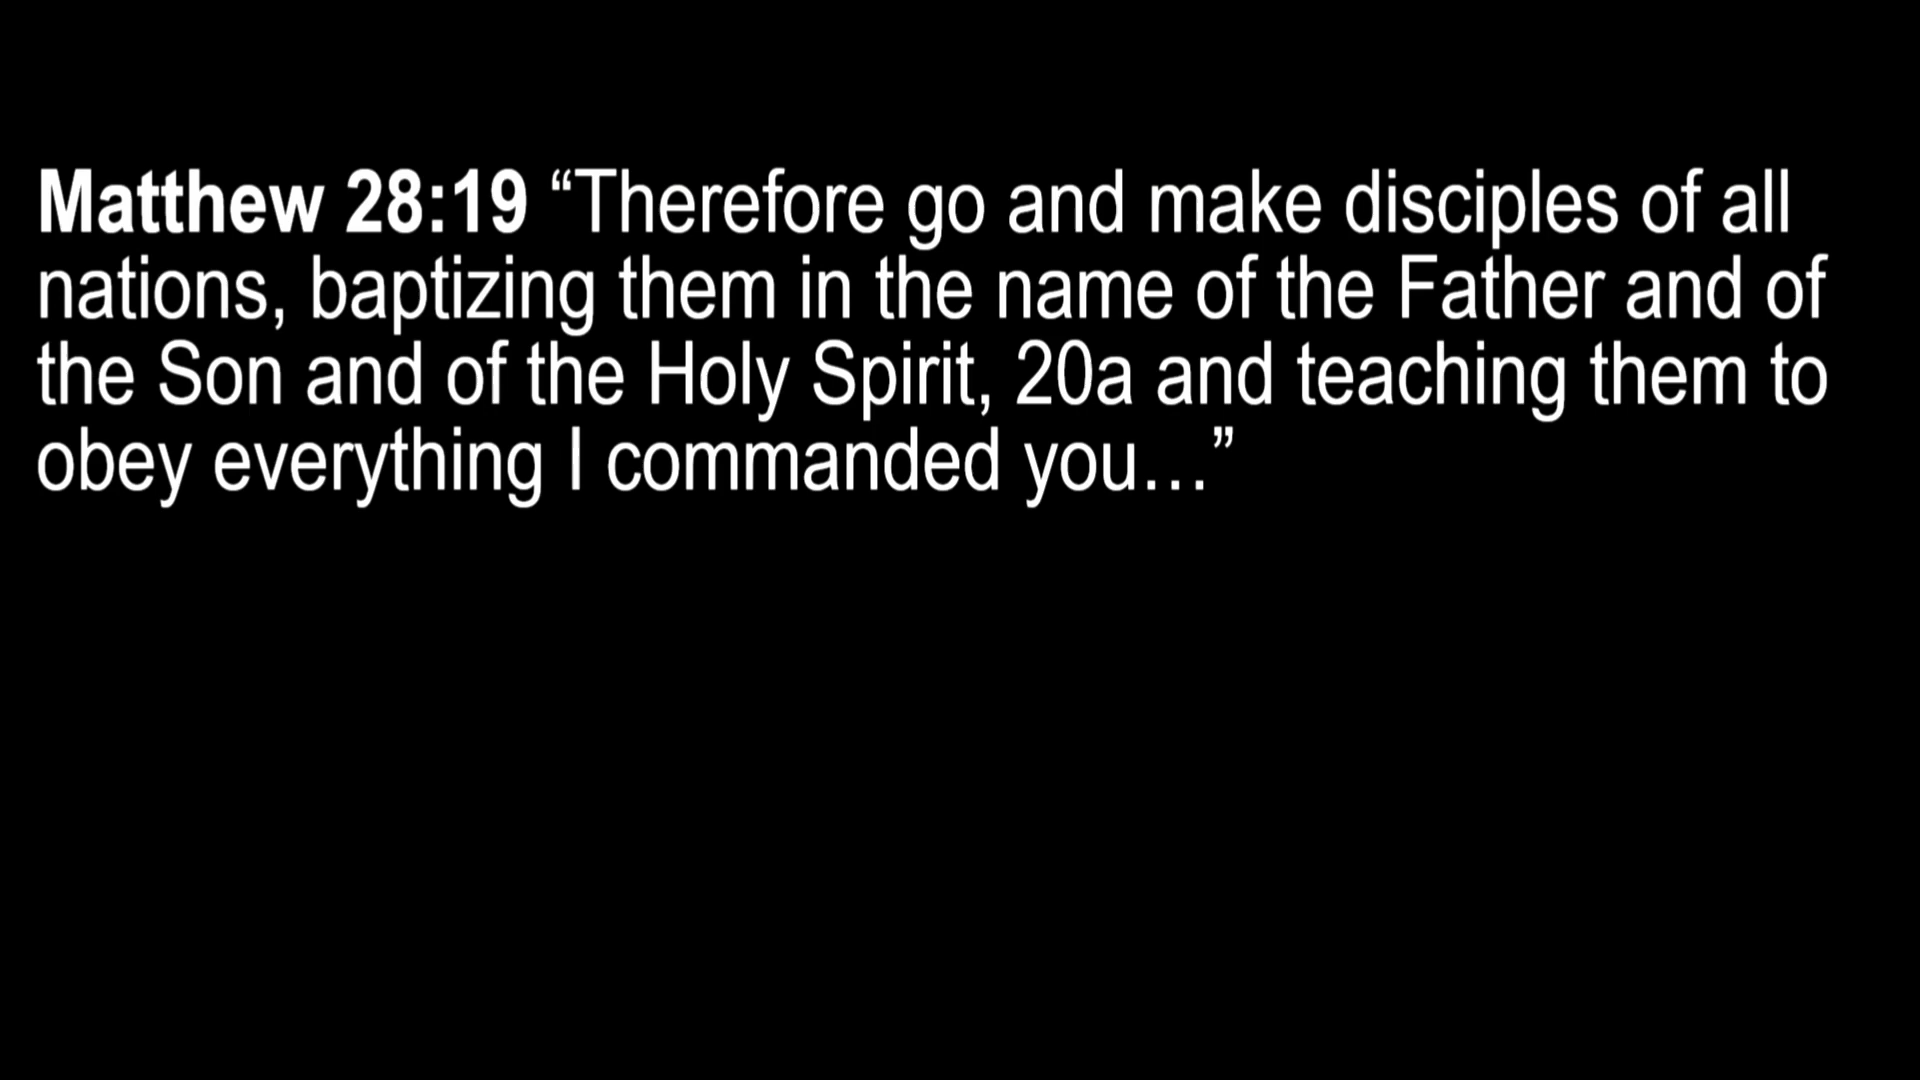 Matthew 28:19 “Therefore go and make disciples of all
nations, baptizing them in the name of the Father and of
the Son and of the Holy Spirit, 20a and teaching them to
obey everything I commanded you…”